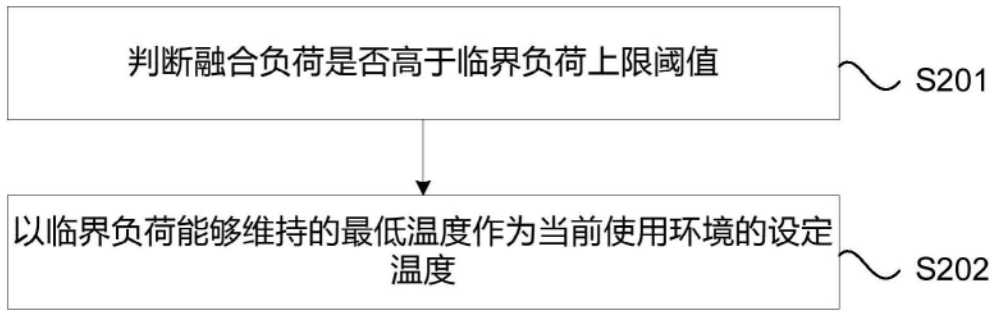 判断融合负荷是否高于临界负荷上限阈值
S201
以临界负荷能够维持的最低温度作为当前使用环境的设定
温度
S202